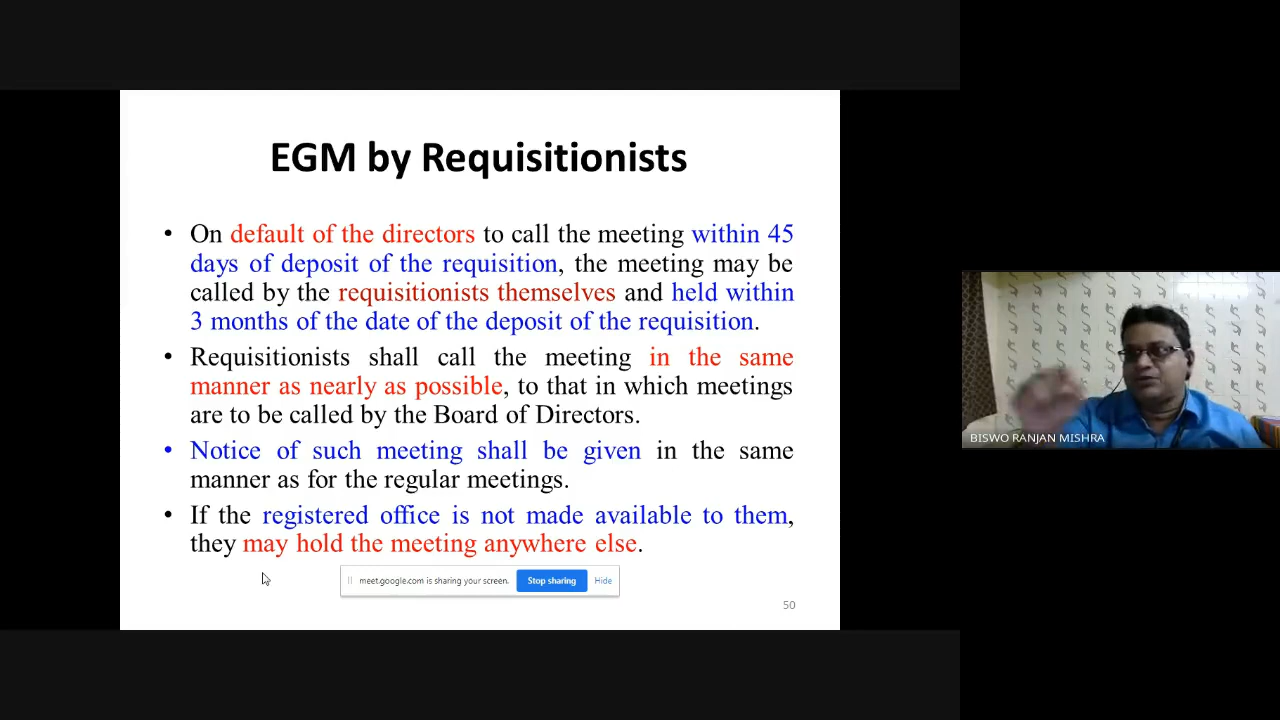 EGM by Requisitionists
• On default of the directors to call the meeting within 45
days of deposit of the requisition, the meeting may be
called by the requisitionists themselves and held within
3 months of the date of the deposit of the requisition.
• Requisitionists shall call the meeting in the same
manner as nearly as possible, to that in which meetings
are to be called by the Board of Directors.
• Notice of such meeting shall be given in the same
manner as for the regular meetings.
• If the registered office is not made available to them,
they may hold the meeting anywhere else.
meet.google.com is sharing your screen. Stop sharing Hide
50
BISWO RANJAN MISHRA